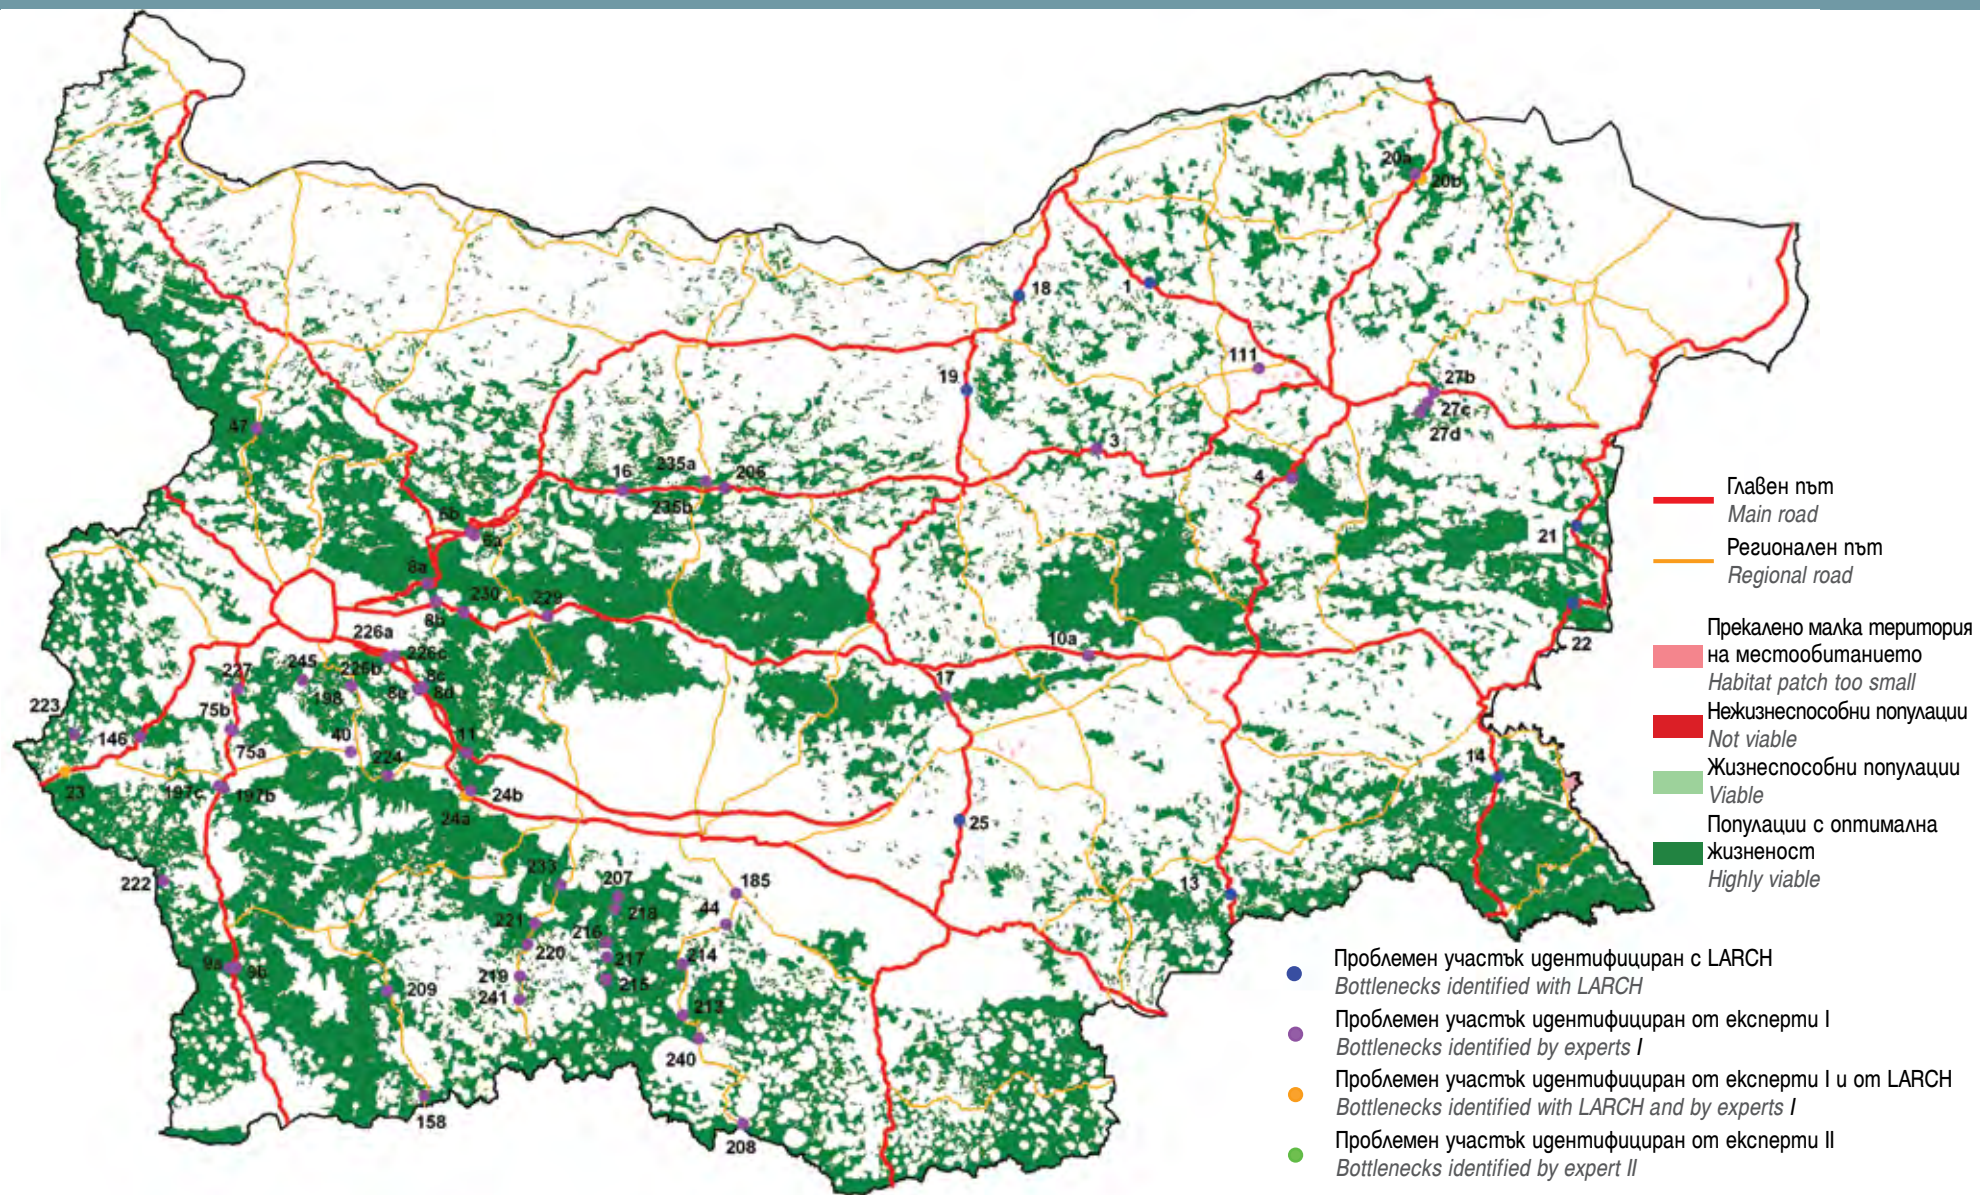 20a
20b
18
1
111
19
27b
27c
27d
47
3
16
235a
206
235b
4
6b
6a
21
8a
230
229
8b
22
226a
226c
226b
10a
245
227
8c
8d
198
8e
17
223
75b
146
75a
40
11
14
224
23
197c
197b
24b
24a
25
222
233
207
185
13
218
44
221
216
220
217
214
9a
9b
219
215
209
241
213
240
158
208
Главен път
Main road
Регионален път
Regional road
Прекалено малка територия
на местообитанието
Habitat patch too small
Нежизнеспособни популации
Not viable
Жизнеспособни популации
Viable
Популации с оптимална
жизненост
Highly viable
Проблемен участък идентифициран с LARCH
Bottlenecks identified with LARCH
Проблемен участък идентифициран от експерти I
Bottlenecks identified by experts I
Проблемен участък идентифициран от експерти I и от LARCH
Bottlenecks identified with LARCH and by experts I
Проблемен участък идентифициран от експерти II
Bottlenecks identified by expert II